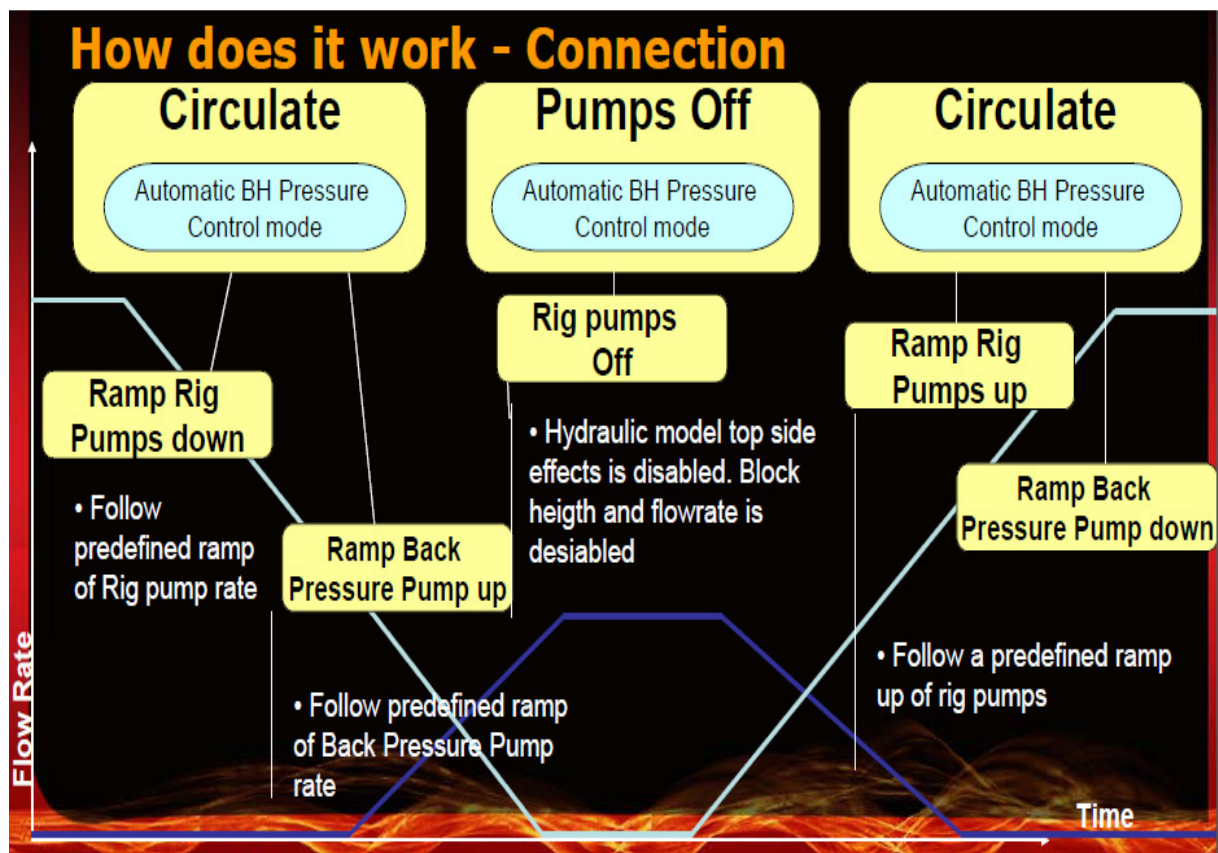 How does it work - Connection
Circulate
Automatic BH Pressure
Control mode
Pumps Off
Automatic BH Pressure
Control mode
Circulate
Automatic BH Pressure
Control mode
Ramp Rig
Pumps down
• Follow
predefined ramp
of Rig pump rate
Ramp Back
Pressure Pump up
• Follow predefined ramp
of Back Pressure Pump
rate
Rig pumps
Off
• Hydraulic model top side
effects is disabled. Block
heigth and flowrate is
desiabled
Ramp Rig
Pumps up
Ramp Back
Pressure Pump down
• Follow a predefined ramp
up of rig pumps
Flow Rate
Time